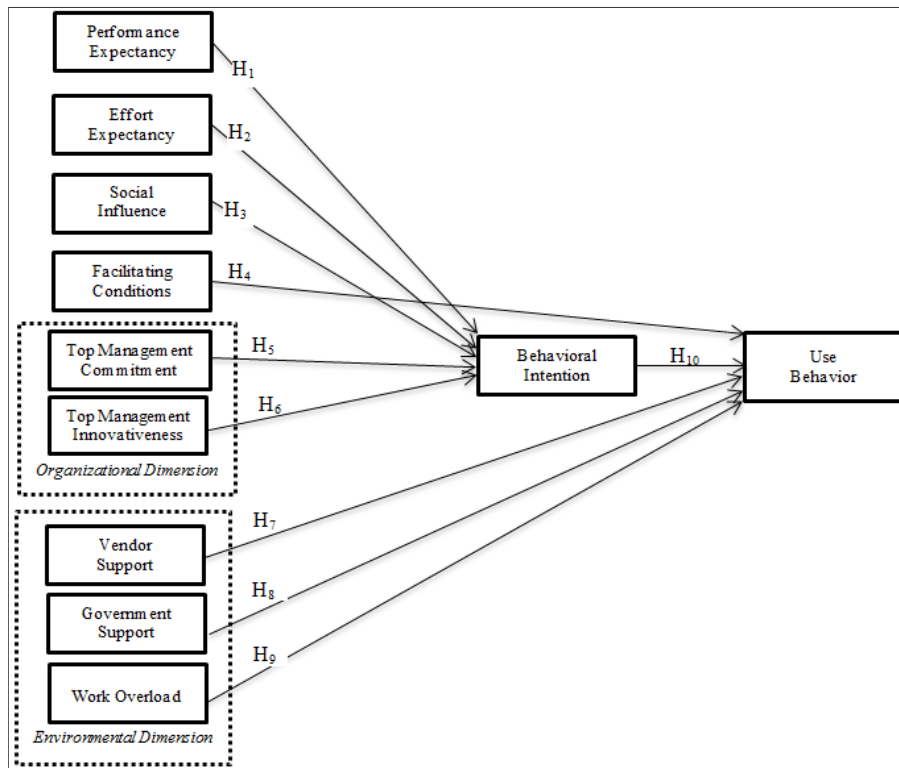 Performance
Expectancy
H1
Effort
Expectancy
H2
Social
Influence
H3
Facilitating
Conditions
H4
Top Management
Commitment
H5
Top Management
Innovativeness
H6
Organizational Dimension
Behavioral
Intention
H10
Use
Behavior
Vendor
Support
H7
Government
Support
H8
Work Overload
H9
Environmental Dimension